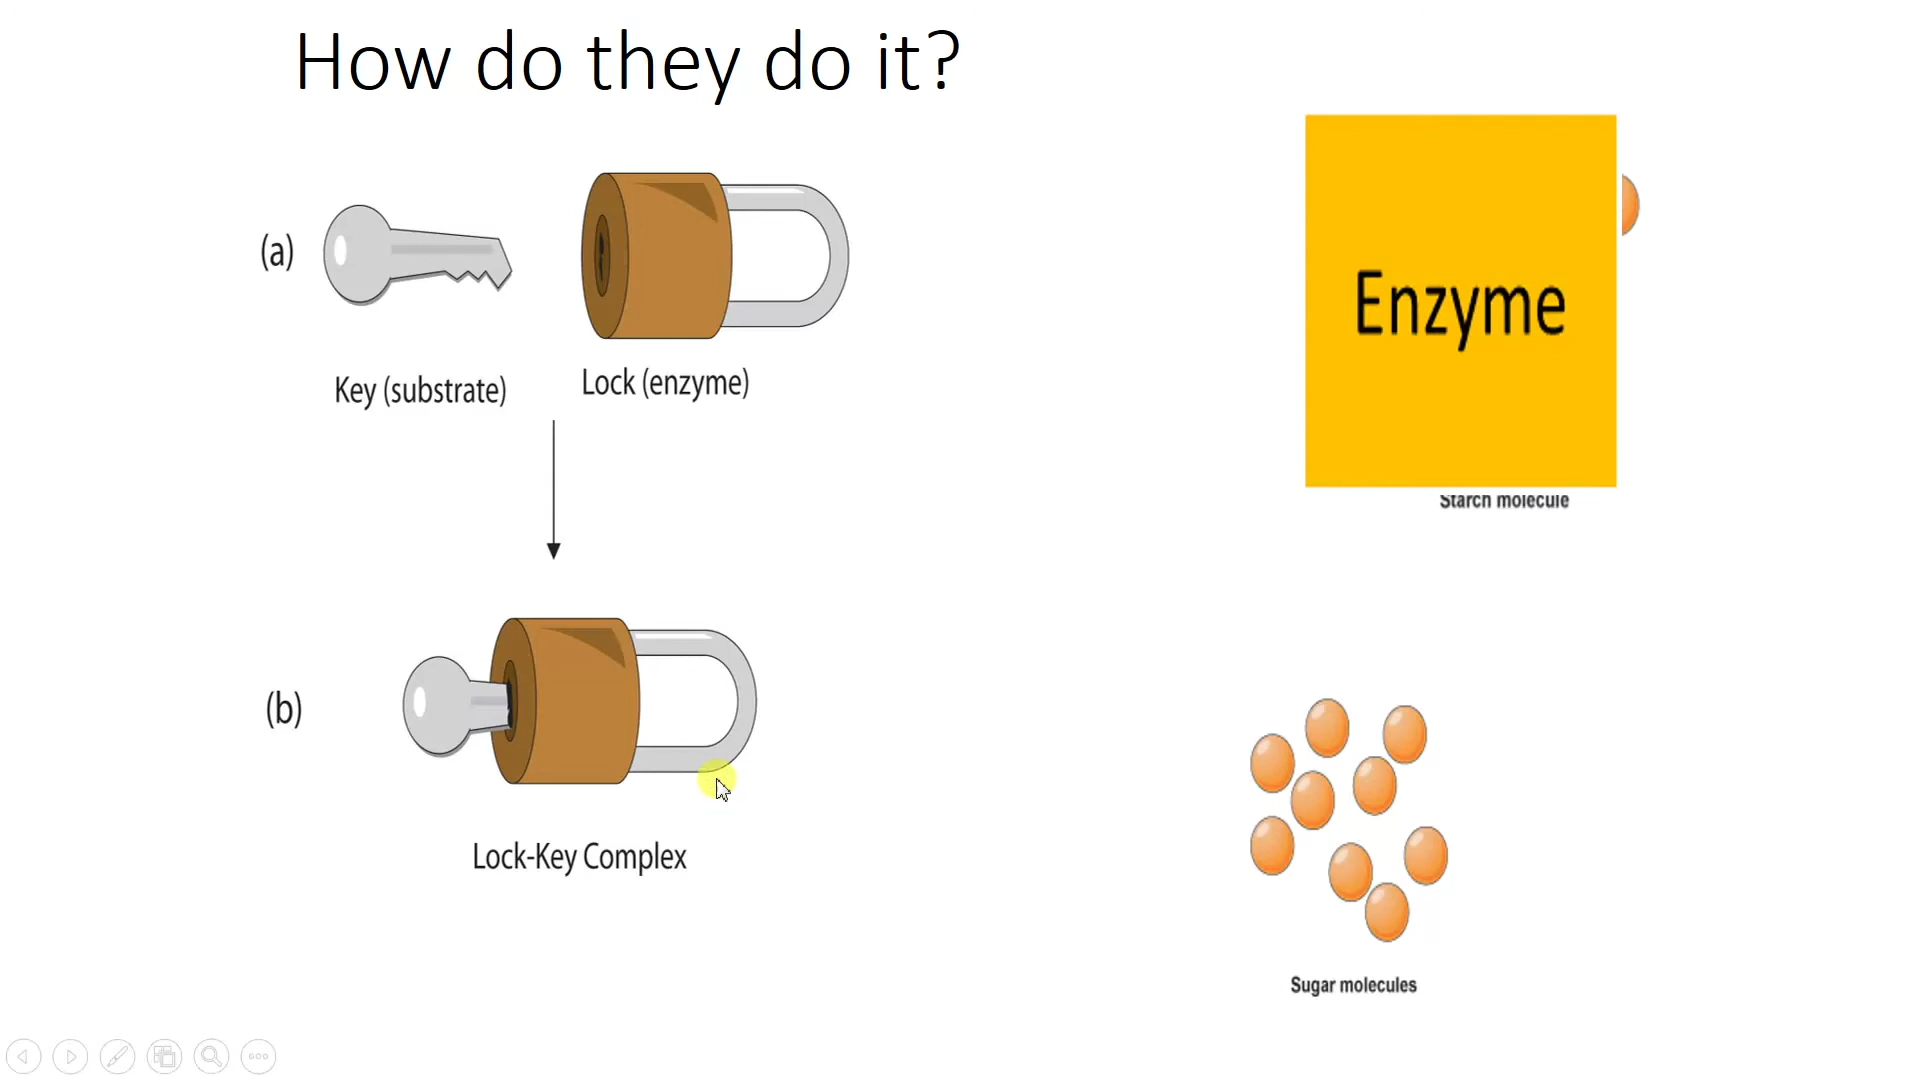 How do they do it?
(a)
Key (substrate)
Lock (enzyme)
(b)
Lock-Key Complex
Enzyme
Starch molecule
Sugar molecules